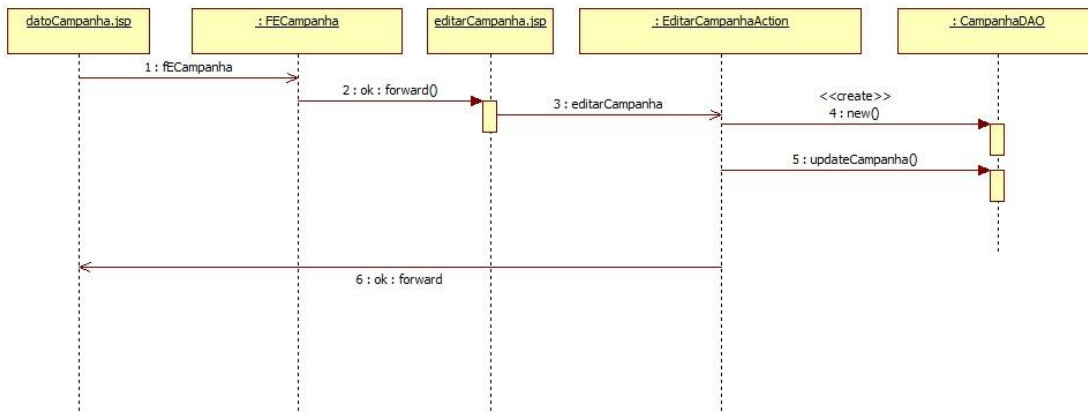 datoCampanha.jsp
: FECampanha
editarCampanha.jsp
: EditarCampanhaAction
: CampanhaDAO
1 : fECampanha
2 : ok : forward()
3 : editarCampanha
<<create>>
4 : new()
5 : updateCampanha()
6 : ok : forward